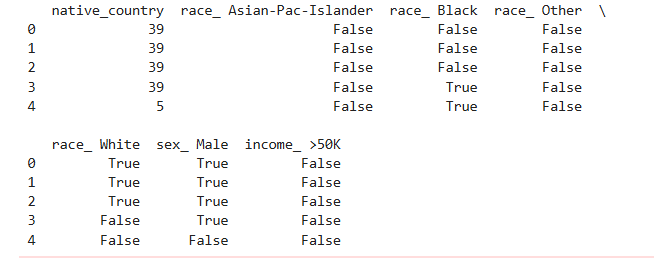 native_country race_ Asian-Pac-Islander race_ Black race_ Other \
0 39 False False False
1 39 False False False
2 39 False False False
3 39 False True False
4 5 False True False
race_ White sex_ Male income_ >50K
0 True True False
1 True True False
2 True True False
3 False True False
4 False False False